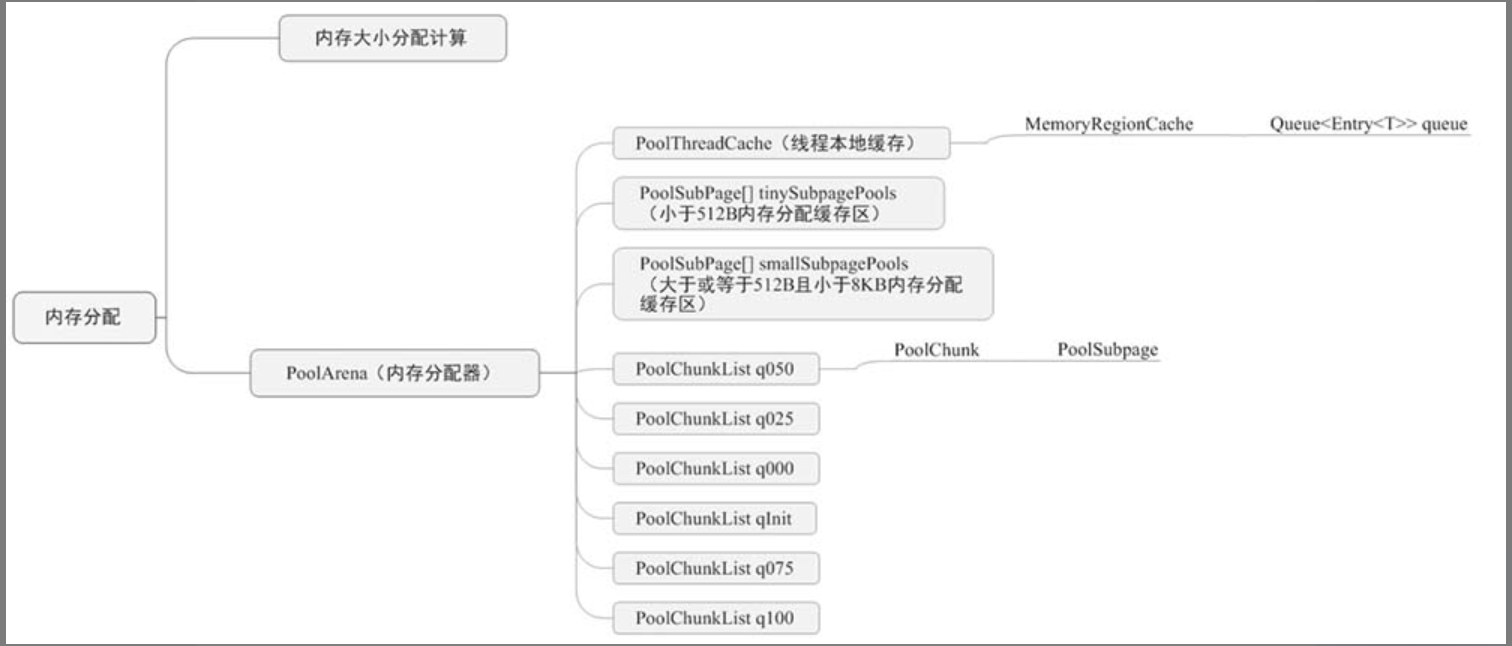 内存大小分配计算
内存分配
PoolArena（内存分配器）
PoolThreadCache（线程本地缓存）
MemoryRegionCache
Queue<Entry<T>> queue
PoolSubPage[] tinySubpagePools
（小于512B内存分配缓存区）
PoolSubPage[] smallSubpagePools
（大于或等于512B且小于8KB内存分配
缓存区）
PoolChunkList q050
PoolChunk
PoolSubpage
PoolChunkList q025
PoolChunkList q000
PoolChunkList qInit
PoolChunkList q075
PoolChunkList q100